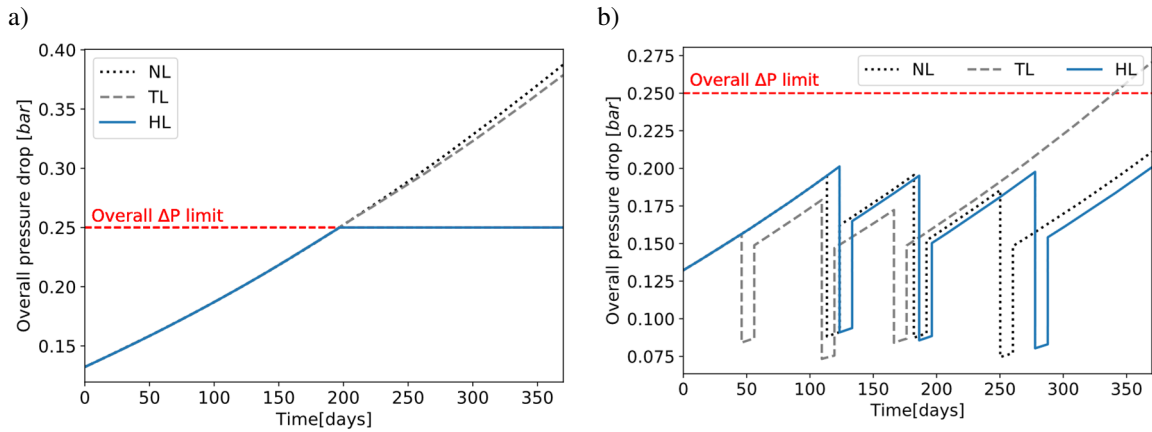 a)
0.40
0.35
0.30
0.25
0.20
0.15
Overall pressure drop [bar]
NL
TL
HL
Overall ΔP limit
0 50 100 150 200 250 300 350
Time[days]
b)
0.275
0.250
0.225
0.200
0.175
0.150
0.125
0.100
0.075
Overall pressure drop [bar]
Overall ΔP limit
NL TL HL
0 50 100 150 200 250 300 350
Time[days]